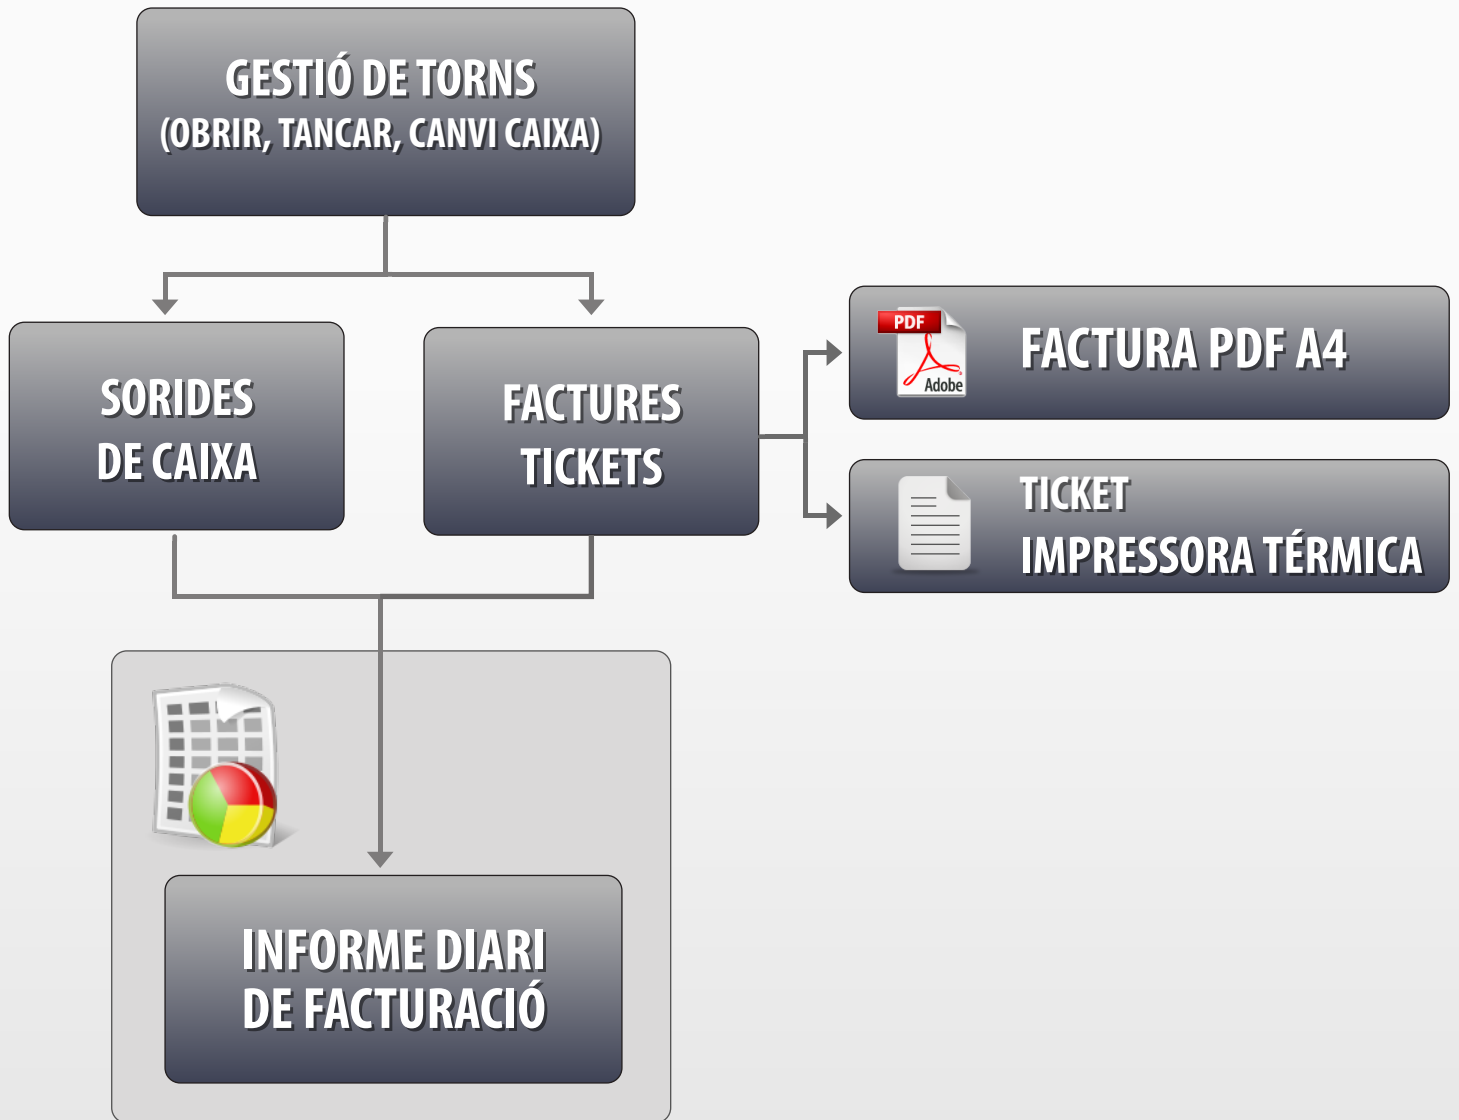 GESTIÓ DE TORNS
(OBRIR, TANCAR, CANVI CAIXA)
SORIDES
DE CAIXA
FACTURES
TICKETS
PDF
Adobe
FACTURA PDF A4
TICKET
IMPRESSORA TÉRMICA
INFORME DIARI
DE FACTURACIÓ